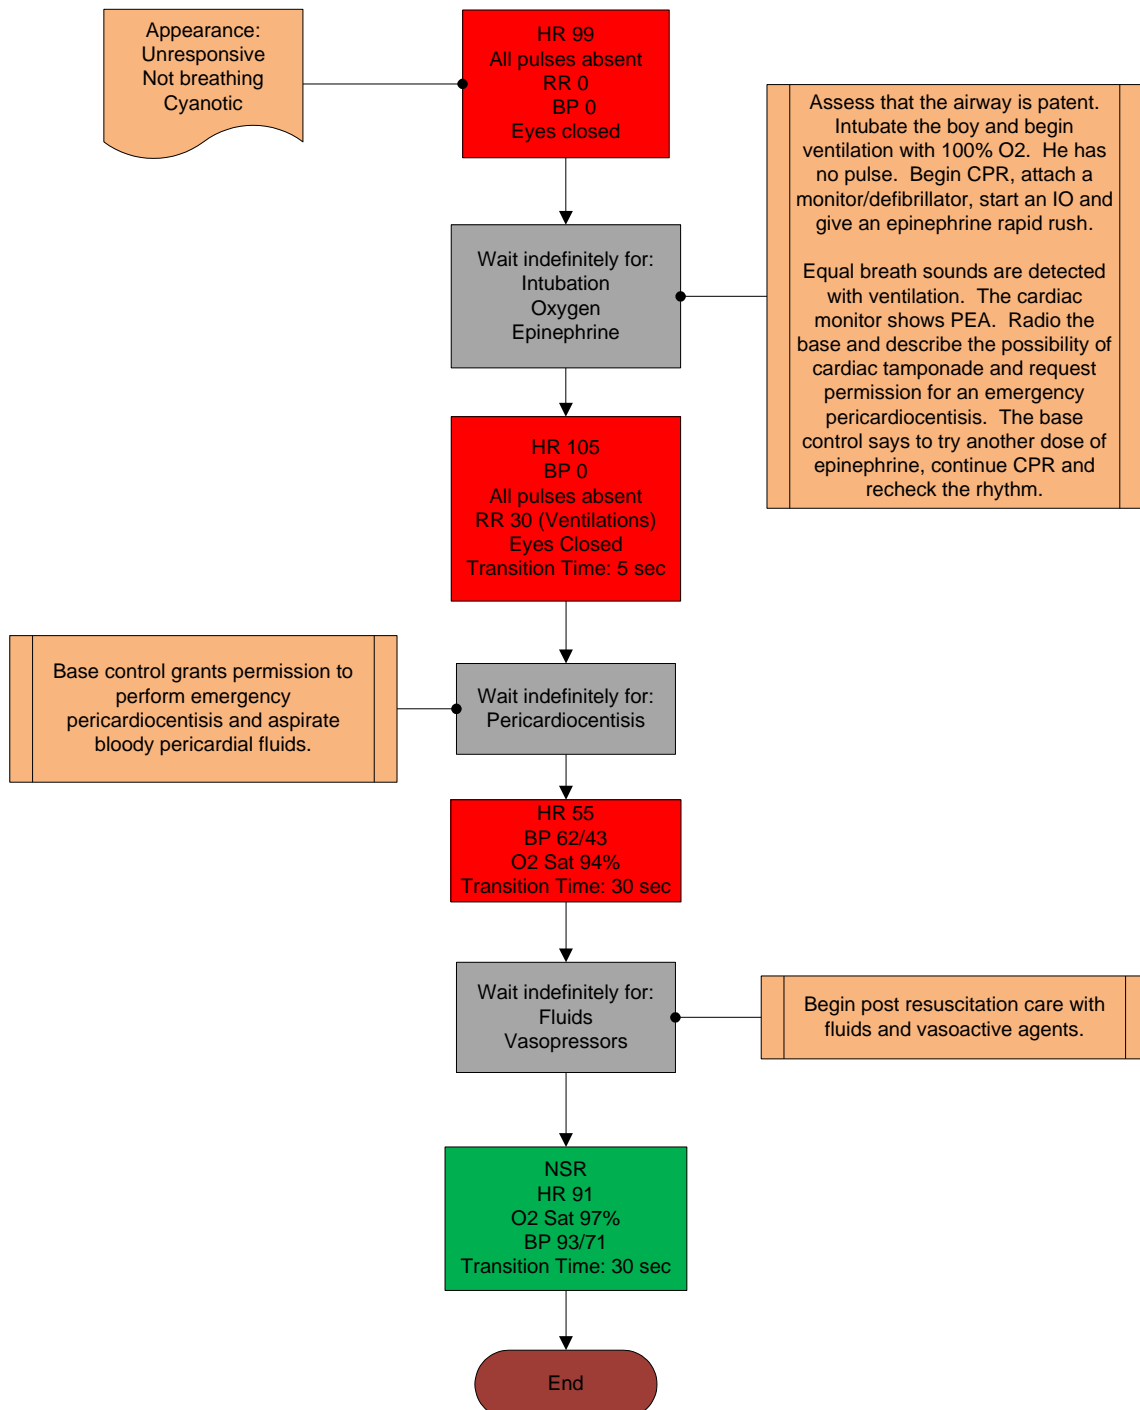 Appearance:
Unresponsive
Not breathing
Cyanotic
HR 99
All pulses absent
RR 0
BP 0
Eyes closed
Assess that the airway is patent.
Intubate the boy and begin
ventilation with 100% O2.  He has
no pulse.  Begin CPR, attach a
monitor/defibrillator, start an IO and
give an epinephrine rapid rush.
Equal breath sounds are detected
with ventilation.  The cardiac
monitor shows PEA.  Radio the
base and describe the possibility of
cardiac tamponade and request
permission for an emergency
pericardiocentisis.  The base
control says to try another dose of
epinephrine, continue CPR and
recheck the rhythm.
Wait indefinitely for:
Intubation
Oxygen
Epinephrine
HR 105
BP 0
All pulses absent
RR 30 (Ventilations)
Eyes Closed
Transition Time: 5 sec
Base control grants permission to
perform emergency
pericardiocentisis and aspirate
bloody pericardial fluids.
Wait indefinitely for:
Pericardiocentisis
HR 55
BP 62/43
O2 Sat 94%
Transition Time: 30 sec
Wait indefinitely for:
Fluids
Vasopressors
Begin post resuscitation care with
fluids and vasoactive agents.
NSR
HR 91
O2 Sat 97%
BP 93/71
Transition Time: 30 sec
End